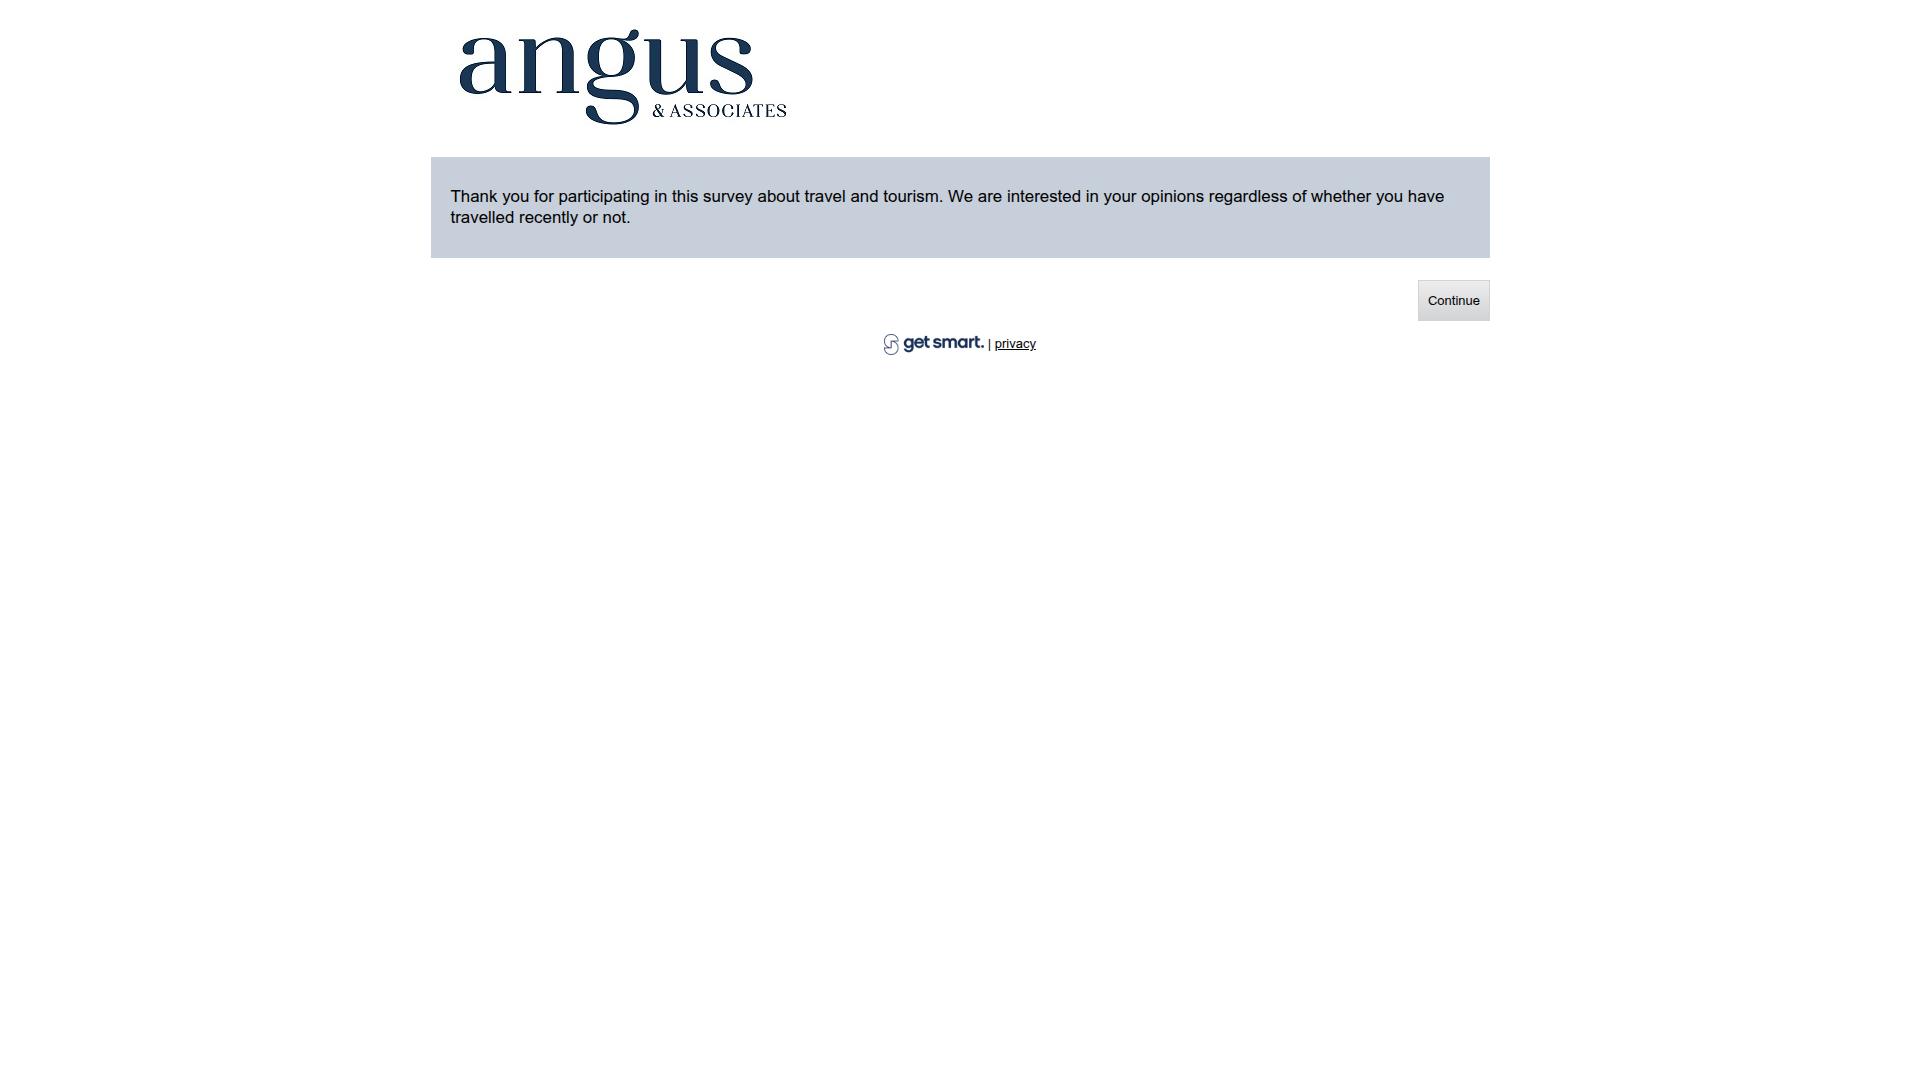 angus
& ASSOCIATES
Thank you for participating in this survey about travel and tourism. We are interested in your opinions regardless of whether you have
travelled recently or not.
Continue
get smart. | privacy